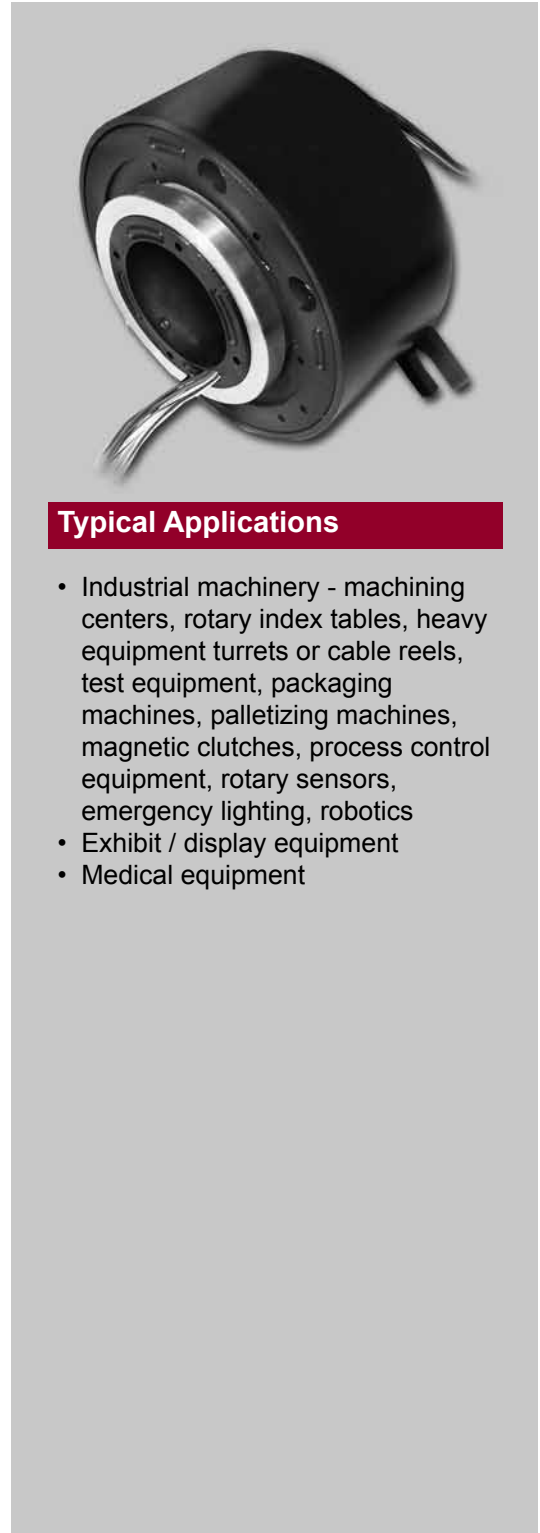 Typical Applications
• Industrial machinery - machining
centers, rotary index tables, heavy
equipment turrets or cable reels,
test equipment, packaging
machines, palletizing machines,
magnetic clutches, process control
equipment, rotary sensors,
emergency lighting, robotics
• Exhibit / display equipment
• Medical equipment